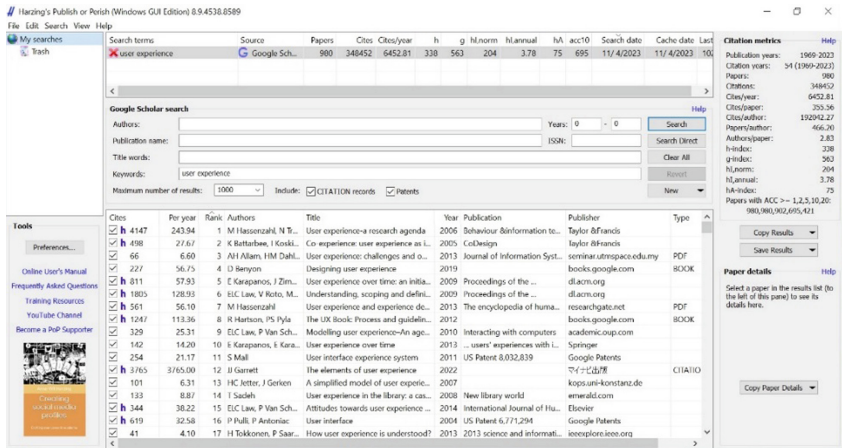 Harzing's Publish or Perish (Windows GUI Edition) 8.9.4538.8589
File Edit Search View Help
My searches
Trash
Search terms Source Papers Cites Cites/year h g hI,norm hI,annual hA acc10 Search date Cache date Last
user experience Google Sch... 980 348452 6452.81 338 563 204 3.78 75 695 11/ 4/2023 11/ 4/2023 102
Google Scholar search Help
Authors: Years: 0 - 0 Search
Publication name: ISSN: Search Direct
Title words: Clear All
Keywords: user experience Revert
Maximum number of results: 1000 Include: CITATION records Patents New
Cites Per year Rank Authors Title Year Publication Publisher Type
h 4147 243.94 1 M Hassenzahl, N Tr... User experience-a research agenda 2006 Behaviour &information te... Taylor &Francis
h 498 27.67 2 K Battarbee, I Koski... Co-experience: user experience as i... 2005 CoDesign Taylor &Francis
66 6.60 3 AH Allam, HM Dahl... User experience: challenges and o... 2013 Journal of Information Syst... seminar.utmspace.edu.my PDF
227 56.75 4 D Benyon Designing user experience 2019 books.google.com BOOK
h 811 57.93 5 E Karapanos, J Zim... User experience over time: an initia... 2009 Proceedings of the ... dl.acm.org
h 1805 128.93 6 ELC Law, V Roto, M... Understanding, scoping and defini... 2009 Proceedings of the ... dl.acm.org
h 561 56.10 7 M Hassenzahl User experience and experience de... 2013 The encyclopedia of huma... researchgate.net PDF
h 1247 113.36 8 R Hartson, PS Pyla The UX Book: Process and guidelin... 2012 books.google.com BOOK
329 25.31 9 ELC Law, P Van Sch... Modelling user experience–An age... 2010 Interacting with computers academic.oup.com
142 14.20 10 E Karapanos, E Kara... User experience over time 2013 ... users' experiences with i... Springer
254 21.17 11 S Mall User interface experience system 2011 US Patent 8,032,839 Google Patents
h 3765 3765.00 12 JJ Garrett The elements of user experience 2022 マイナビ出版 CITATIO
101 6.31 13 HC Jetter, J Gerken A simplified model of user experie... 2007 kops.uni-konstanz.de
133 8.87 14 T Sadeh User experience in the library: a cas... 2008 New library world emerald.com
h 344 38.22 15 ELC Law, P Van Sch... Attitudes towards user experience ... 2014 International Journal of Hu... Elsevier
h 619 32.58 16 P Pulli, P Antoniac User interface 2004 US Patent 6,771,294 Google Patents
41 4.10 17 H Tokkonen, P Saar... How user experience is understood? 2013 2013 science and informati... ieeexplore.ieee.org
Tools
Preferences...
Online User's Manual
Frequently Asked Questions
Training Resources
YouTube Channel
Become a PoP Supporter
Creating
social media
profiles
Citation metrics Help
Publication years: 1969-2023
Citation years: 54 (1969-2023)
Papers: 980
Citations: 348452
Cites/year: 6452.81
Cites/paper: 355.56
Cites/author: 192042.27
Papers/author: 466.20
Authors/paper: 2.83
h-index: 338
g-index: 563
hI,norm: 204
hI,annual: 3.78
hA-index: 75
Papers with ACC >= 1,2,5,10,20:
980,980,902,695,421
Copy Results
Save Results
Paper details Help
Select a paper in the results list (to
the left of this pane) to see its
details here.
Copy Paper Details